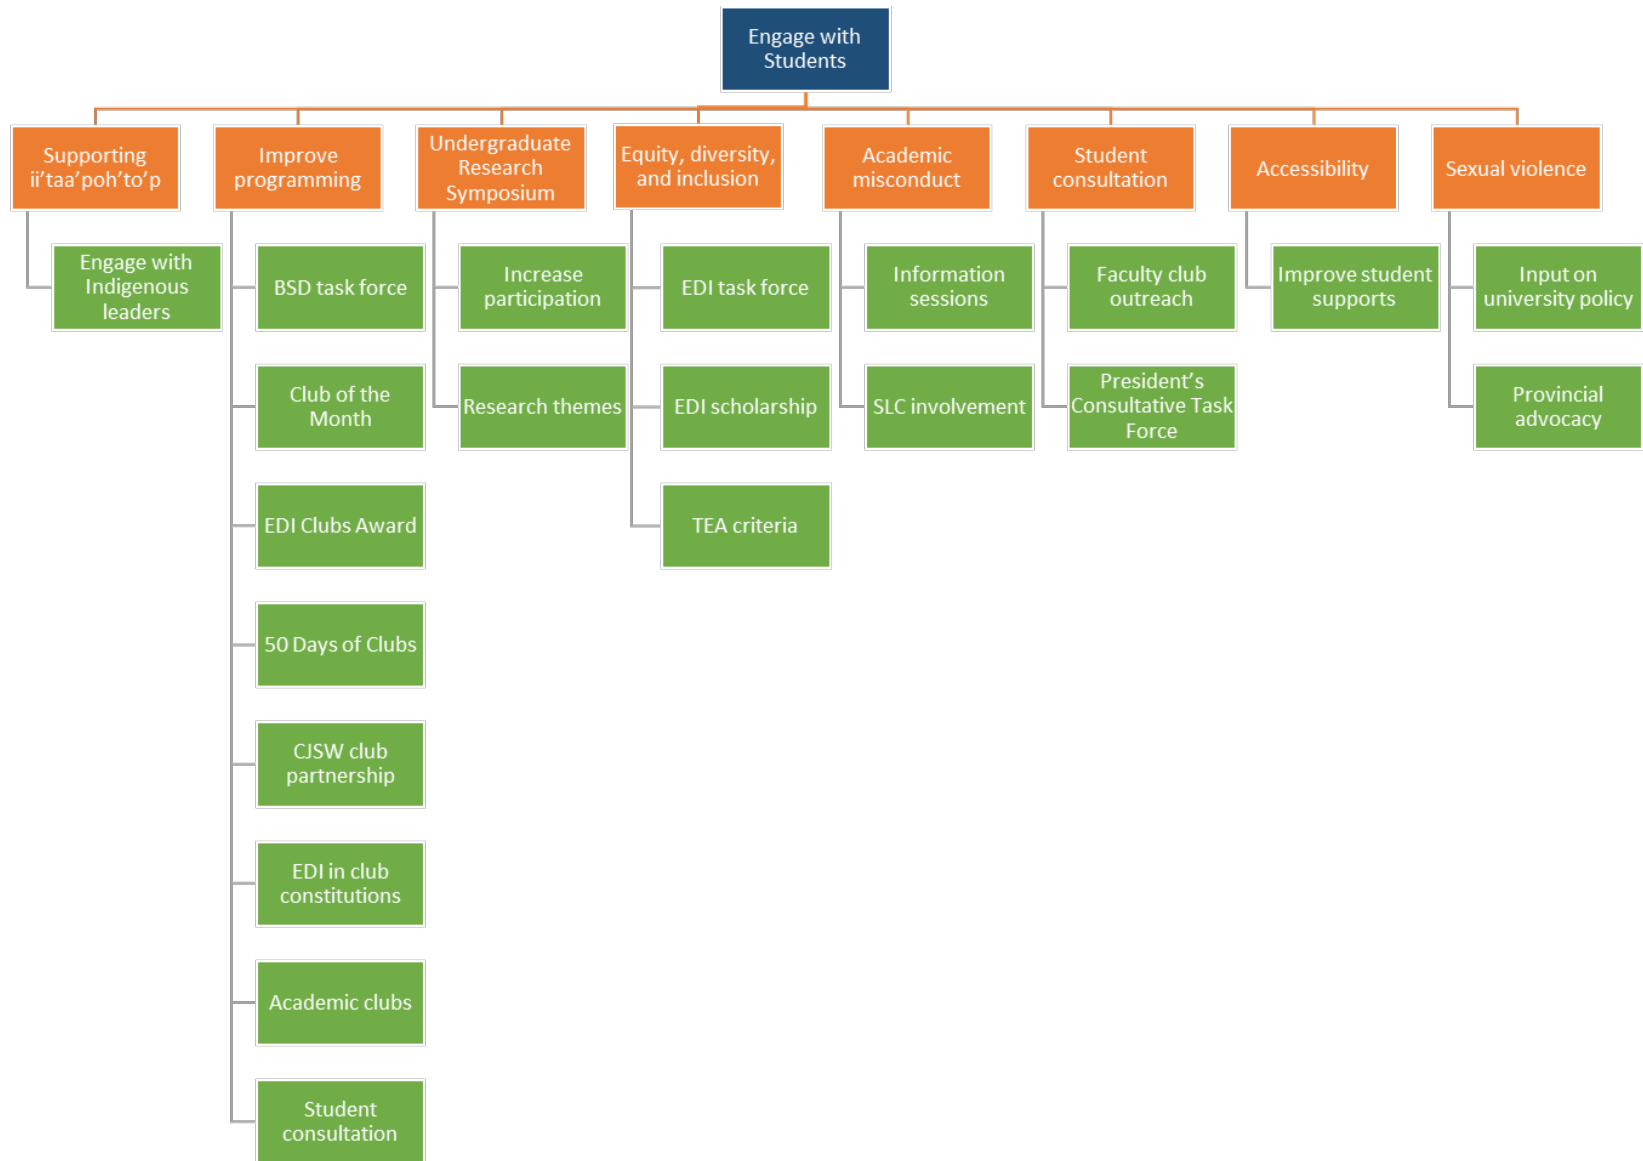 Engage with
Students
Supporting
ii’taa’poh’to’p
Improve
programming
Undergraduate
Research
Symposium
Equity, diversity,
and inclusion
Academic
misconduct
Student
consultation
Accessibility
Sexual violence
Engage with
Indigenous
leaders
BSD task force
Increase
participation
EDI task force
Information
sessions
Faculty club
outreach
Improve student
supports
Input on
university policy
Club of the
Month
Research themes
EDI scholarship
SLC involvement
President’s
Consultative Task
Force
Provincial
advocacy
EDI Clubs Award
TEA criteria
50 Days of Clubs
CJSW club
partnership
EDI in club
constitutions
Academic clubs
Student
consultation